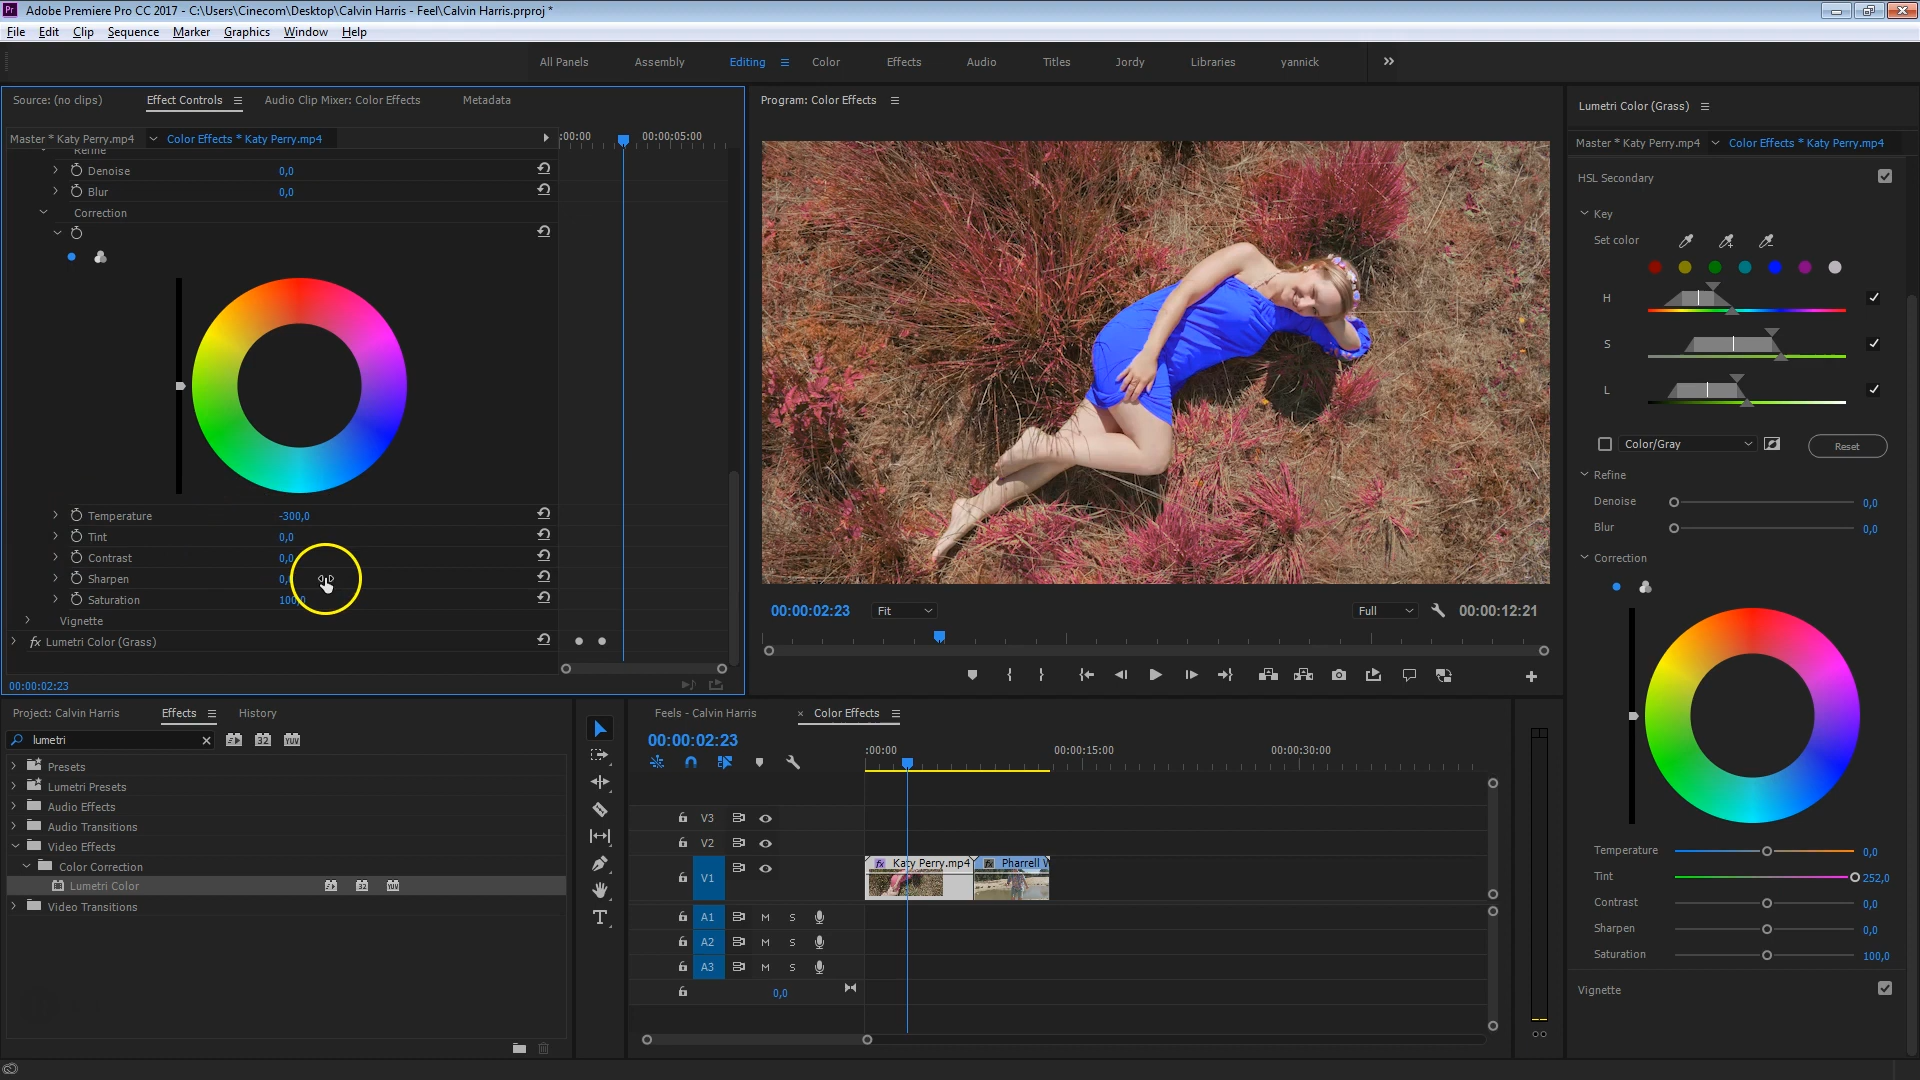 Adobe Premiere Pro CC 2017 - C:\Users\Cinecom\Desktop\Calvin Harris - Feel\Calvin Harris.prproj *
File Edit Clip Sequence Marker Graphics Window Help
All Panels Assembly Editing Color Effects Audio Titles Jordy Libraries yannick
Source: (no clips) Effect Controls Audio Clip Mixer: Color Effects Metadata
Master * Katy Perry.mp4 Color Effects * Katy Perry.mp4
:00:00 00:00:05:00
Refine
Denoise 0,0
Blur 0,0
Correction
Temperature -300,0
Tint 0,0
Contrast 0,0
Sharpen 0,
Saturation 100,0
Vignette
fx Lumetri Color (Grass)
00:00:02:23
Program: Color Effects
00:00:02:23 Fit Full 00:00:12:21
Lumetri Color (Grass)
Master * Katy Perry.mp4 Color Effects * Katy Perry.mp4
HSL Secondary
Key
Set color
H
S
L
Color/Gray Reset
Refine
Denoise 0,0
Blur 0,0
Correction
Temperature 0,0
Tint 252,0
Contrast 0,0
Sharpen 0,0
Saturation 100,0
Vignette
Project: Calvin Harris Effects History
lumetri
32 YUV
Presets
Lumetri Presets
Audio Effects
Audio Transitions
Video Effects
Color Correction
Lumetri Color 32 YUV
Video Transitions
Feels - Calvin Harris × Color Effects
00:00:02:23
:00:00 00:00:15:00 00:00:30:00
V3
V2
V1
fx Katy Perry.mp4 fx Pharrell W
A1 M S
A2 M S
A3 M S
0,0